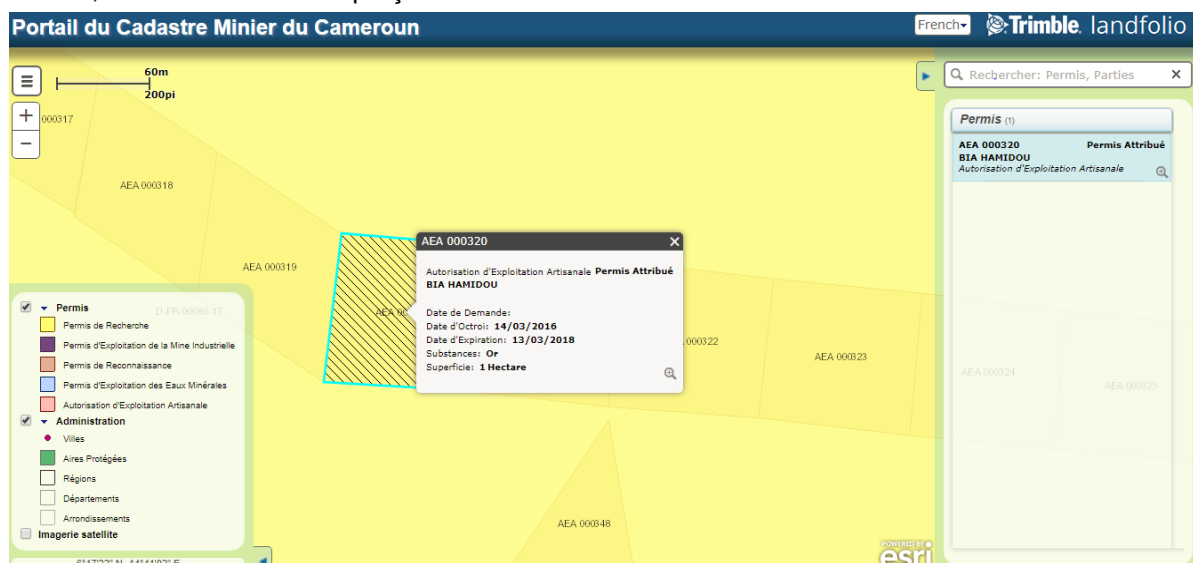 Portail du Cadastre Minier du Cameroun
French
Trimble. landfolio
60m
200pi
Rechercher: Permis, Parties
000317
AEA 000318
AEA 000319
Permis (1)
AEA 000320 Permis Attribué
BIA HAMIDOU
Autorisation d'Exploitation Artisanale
AEA 000320
Autorisation d'Exploitation Artisanale Permis Attribué
BIA HAMIDOU
Date de Demande:
Date d'Octroi: 14/03/2016
Date d'Expiration: 13/03/2018
Substances: Or
Superficie: 1 Hectare
000322
AEA 000323
AEA 000324
AEA 000325
AEA 000348
D-PR 00080-17
Permis
Permis de Recherche
Permis d'Exploitation de la Mine Industrielle
Permis de Reconnaissance
Permis d'Exploitation des Eaux Minérales
Autorisation d'Exploitation Artisanale
Administration
Villes
Aires Protégées
Régions
Départements
Arrondissements
Imagerie satellite
POWERED BY
esri